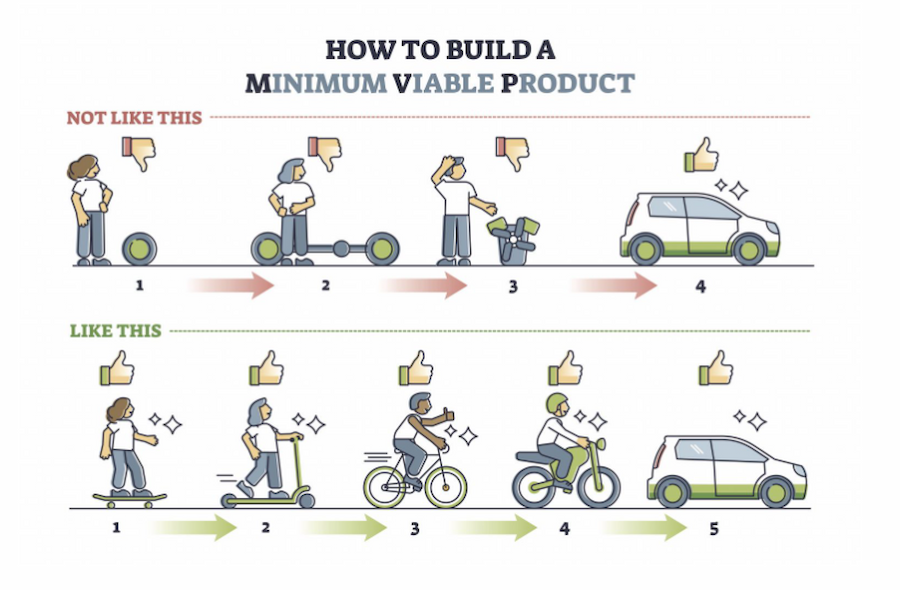 HOW TO BUILD A
MINIMUM VIABLE PRODUCT
NOT LIKE THIS
1
2
3
4
LIKE THIS
1
2
3
4
5